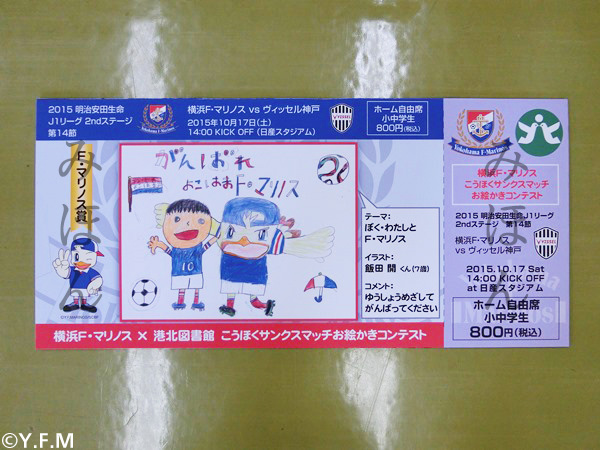 2015 明治安田生命
J1リーグ 2ndステージ
第14節
横浜F・マリノス vs ヴィッセル神戸
2015年10月17日(土)
14:00 KICK OFF (日産スタジアム)
ホーム自由席
小中学生
800円(税込)
F・マリノス賞
みほん
がんばれ
よこはまF・マリノス
10
テーマ:
ぼく・わたしと
F・マリノス
イラスト:
飯田 開 くん(7歳)
コメント:
ゆうしょうめざして
がんばってください
横浜F・マリノス × 港北図書館 こうほくサンクスマッチお絵かきコンテスト
Yokohama F・Marinos
横浜F・マリノス
こうほくサンクスマッチ
お絵かきコンテスト
2015 明治安田生命J1リーグ
2ndステージ 第14節
横浜F・マリノス
vs ヴィッセル神戸
VISSEL
2015.10.17 Sat
14:00 KICK OFF
at 日産スタジアム
ホーム自由席
小中学生
800円(税込)
みほん
©Y.F.M